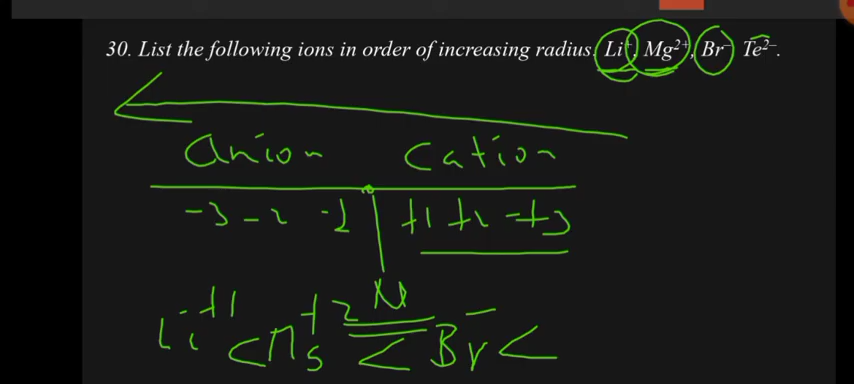 30. List the following ions in order of increasing radius: Li⁺, Mg²⁺, Br⁻ Te²⁻.
anion cation
-3 -2 -1 +1 +2 +3
N
Li⁺¹ < Mg⁺² < Br⁻ <